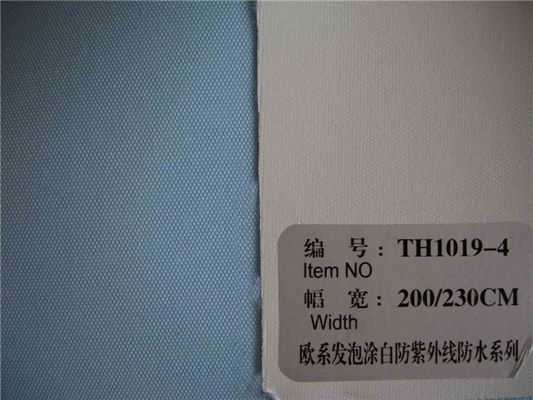 编 号: TH1019-4
Item NO
幅 宽: 200/230CM
Width
欧系发泡涂白防紫外线防水系列